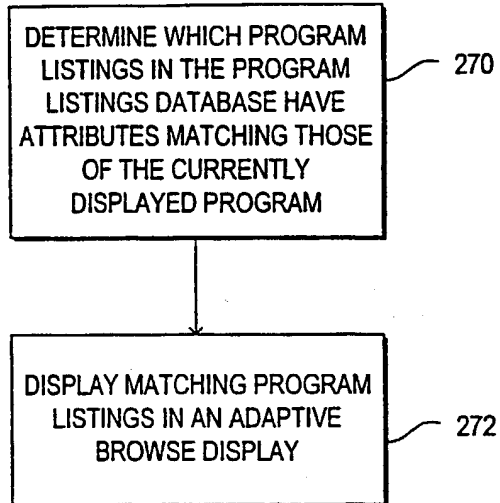 DETERMINE WHICH PROGRAM
LISTINGS IN THE PROGRAM
LISTINGS DATABASE HAVE
ATTRIBUTES MATCHING THOSE
OF THE CURRENTLY
DISPLAYED PROGRAM
270
DISPLAY MATCHING PROGRAM
LISTINGS IN AN ADAPTIVE
BROWSE DISPLAY
272